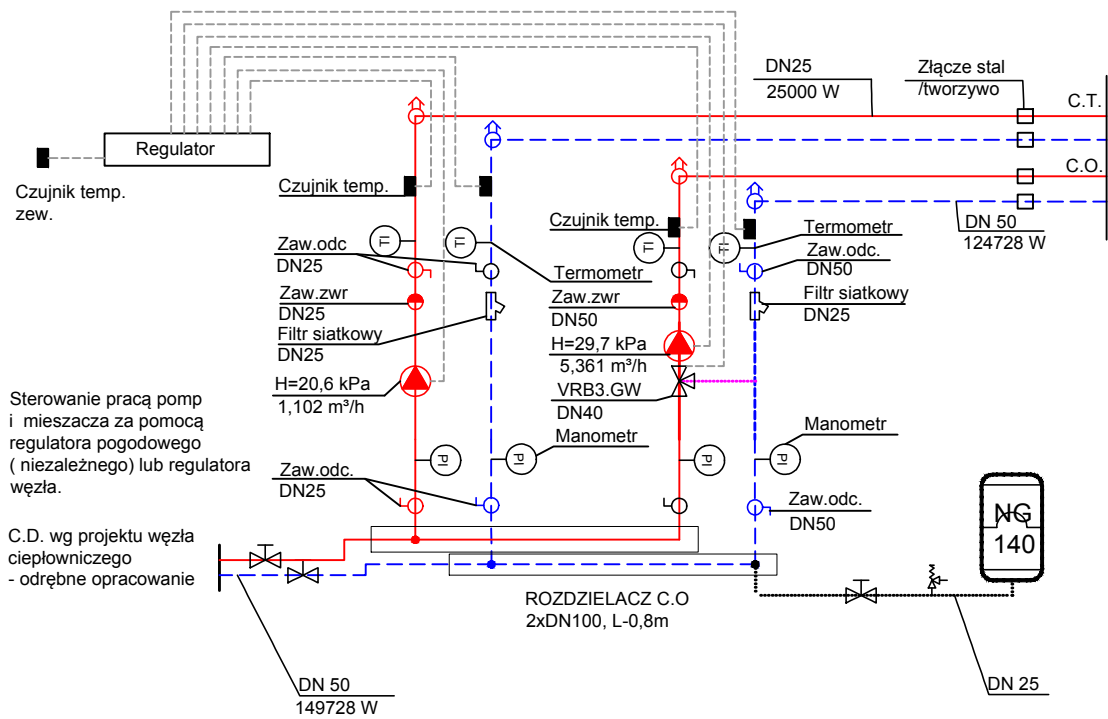 DN25
25000 W
Złącze stal
/tworzywo
C.T.
Regulator
C.O.
Czujnik temp.
zew.
Czujnik temp.
Czujnik temp.
DN 50
124728 W
TI
TI
TI
TI
Termometr
Zaw.odc
DN25
Termometr
Zaw.odc.
DN50
Zaw.zwr
DN25
Zaw.zwr
DN50
Filtr siatkowy
DN25
Filtr siatkowy
DN25
H=29,7 kPa
5,361 m³/h
H=20,6 kPa
1,102 m³/h
VRB3.GW
DN40
Sterowanie pracą pomp
i mieszacza za pomocą
regulatora pogodowego
( niezależnego) lub regulatora
węzła.
Manometr
Manometr
PI
PI
PI
PI
Zaw.odc.
DN25
Zaw.odc.
DN50
NG
140
C.D. wg projektu węzła
ciepłowniczego
- odrębne opracowanie
ROZDZIELACZ C.O
2xDN100, L-0,8m
DN 50
149728 W
DN 25